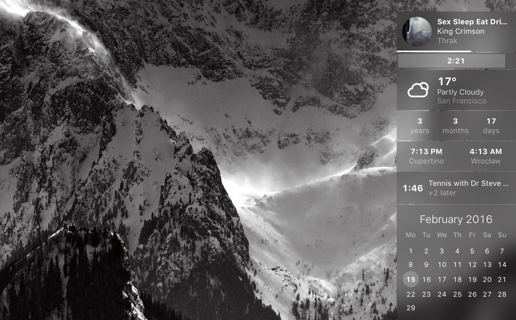 Sex Sleep Eat Dri...
King Crimson
Thrak
2:21
17°
Partly Cloudy
San Francisco
3 3 17
years months days
7:13 PM 4:13 AM
Cupertino Wrocław
1:46 Tennis with Dr Steve ...
+2 later
February 2016
Mo Tu We Th Fr Sa Su
1 2 3 4 5 6 7
8 9 10 11 12 13 14
15 16 17 18 19 20 21
22 23 24 25 26 27 28
29